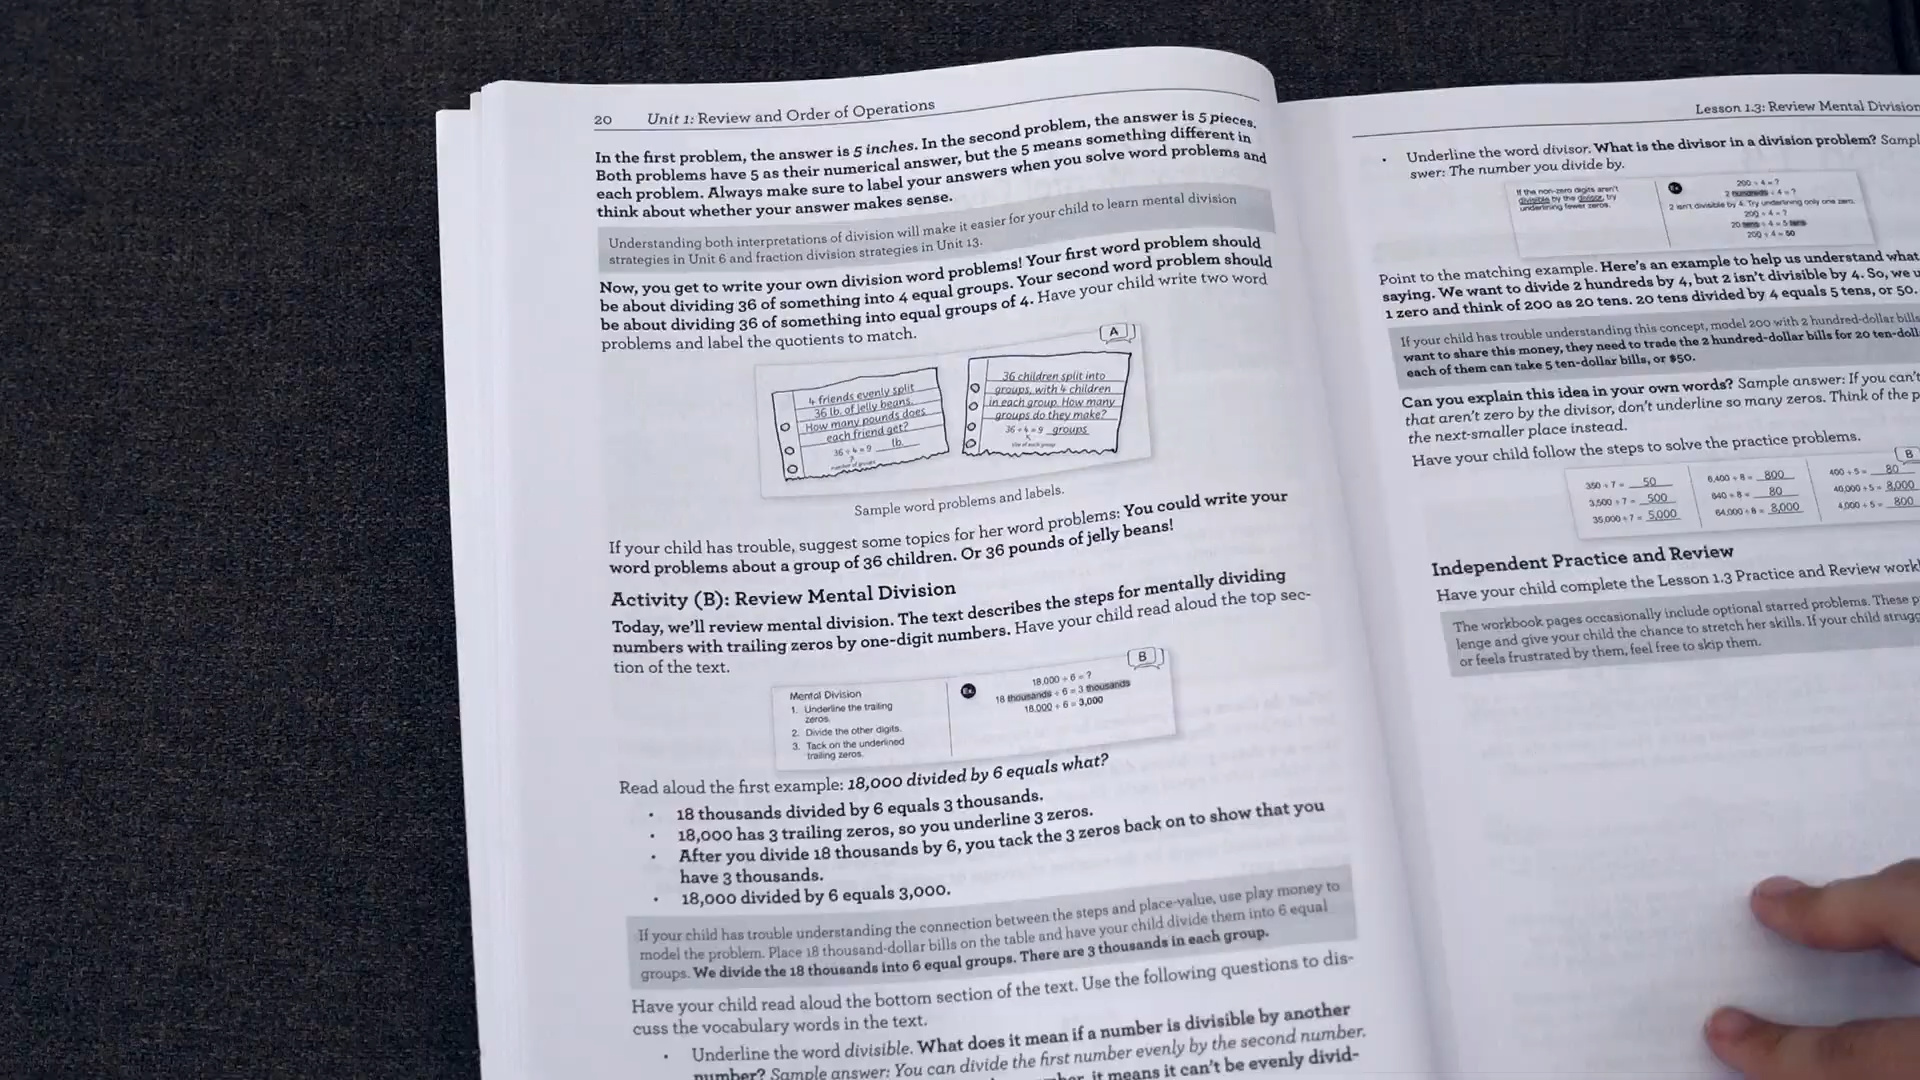 20 Unit 1: Review and Order of Operations
In the first problem, the answer is 5 inches. In the second problem, the answer is 5 pieces.
Both problems have 5 as their numerical answer, but the 5 means something different in
each problem. Always make sure to label your answers when you solve word problems and
think about whether your answer makes sense.
Understanding both interpretations of division will make it easier for your child to learn mental division
strategies in Unit 6 and fraction division strategies in Unit 13.
Now, you get to write your own division word problems! Your first word problem should
be about dividing 36 of something into 4 equal groups. Your second word problem should
be about dividing 36 of something into equal groups of 4. Have your child write two word
problems and label the quotients to match.
A
4 friends evenly split
36 lb. of jelly beans.
How many pounds does
each friend get?
36 ÷ 4 = 9 lb.
number of groups
36 children split into
groups, with 4 children
in each group. How many
groups do they make?
36 ÷ 4 = 9 groups
size of each group
Sample word problems and labels.
If your child has trouble, suggest some topics for her word problems: You could write your
word problems about a group of 36 children. Or 36 pounds of jelly beans!
Activity (B): Review Mental Division
Today, we'll review mental division. The text describes the steps for mentally dividing
numbers with trailing zeros by one-digit numbers. Have your child read aloud the top sec-
tion of the text.
B
Mental Division
1. Underline the trailing
zeros.
2. Divide the other digits.
3. Tack on the underlined
trailing zeros.
Ex.
18,000 ÷ 6 = ?
18 thousands ÷ 6 = 3 thousands
18,000 ÷ 6 = 3,000
Read aloud the first example: 18,000 divided by 6 equals what?
• 18 thousands divided by 6 equals 3 thousands.
• 18,000 has 3 trailing zeros, so you underline 3 zeros.
• After you divide 18 thousands by 6, you tack the 3 zeros back on to show that you
have 3 thousands.
• 18,000 divided by 6 equals 3,000.
If your child has trouble understanding the connection between the steps and place-value, use play money to
model the problem. Place 18 thousand-dollar bills on the table and have your child divide them into 6 equal
groups. We divide the 18 thousands into 6 equal groups. There are 3 thousands in each group.
Have your child read aloud the bottom section of the text. Use the following questions to dis-
cuss the vocabulary words in the text.
• Underline the word divisible. What does it mean if a number is divisible by another
number? Sample answer: You can divide the first number evenly by the second number.
it means it can't be evenly divid-
Lesson 1.3: Review Mental Division
• Underline the word divisor. What is the divisor in a division problem? Sampl
swer: The number you divide by.
If the non-zero digits aren't
divisible by the divisor, try
underlining fewer zeros.
Ex.
200 ÷ 4 = ?
2 hundreds ÷ 4 = ?
2 isn't divisible by 4. Try underlining only one zero.
200 ÷ 4 = ?
20 tens ÷ 4 = 5 tens
200 ÷ 4 = 50
Point to the matching example. Here's an example to help us understand what
saying. We want to divide 2 hundreds by 4, but 2 isn't divisible by 4. So, we u
1 zero and think of 200 as 20 tens. 20 tens divided by 4 equals 5 tens, or 50.
If your child has trouble understanding this concept, model 200 with 2 hundred-dollar bills
want to share this money, they need to trade the 2 hundred-dollar bills for 20 ten-doll
each of them can take 5 ten-dollar bills, or $50.
Can you explain this idea in your own words? Sample answer: If you can't
that aren't zero by the divisor, don't underline so many zeros. Think of the p
the next-smaller place instead.
Have your child follow the steps to solve the practice problems.
B
350 ÷ 7 = 50
3,500 ÷ 7 = 500
35,000 ÷ 7 = 5,000
6,400 ÷ 8 = 800
640 ÷ 8 = 80
64,000 ÷ 8 = 8,000
400 ÷ 5 = 80
40,000 ÷ 5 = 8,000
4,000 ÷ 5 = 800
Independent Practice and Review
Have your child complete the Lesson 1.3 Practice and Review work
The workbook pages occasionally include optional starred problems. These p
lenge and give your child the chance to stretch her skills. If your child strugg
or feels frustrated by them, feel free to skip them.